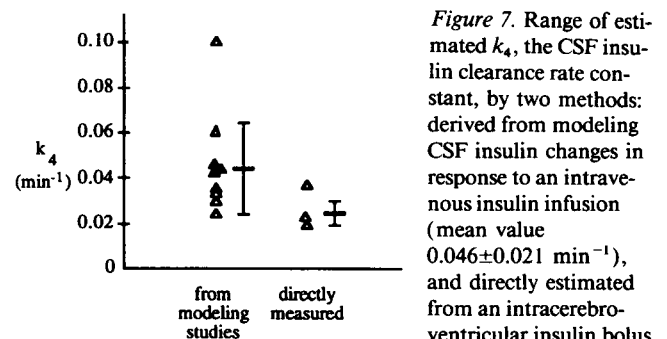 0.10
0.08
0.06
0.04
0.02
0
k4
(min-1)
from
modeling
studies
directly
measured
Figure 7. Range of esti-
mated k4, the CSF insu-
lin clearance rate con-
stant, by two methods:
derived from modeling
CSF insulin changes in
response to an intrave-
nous insulin infusion
(mean value
0.046±0.021 min−1),
and directly estimated
from an intracerebro-
ventricular insulin bolus